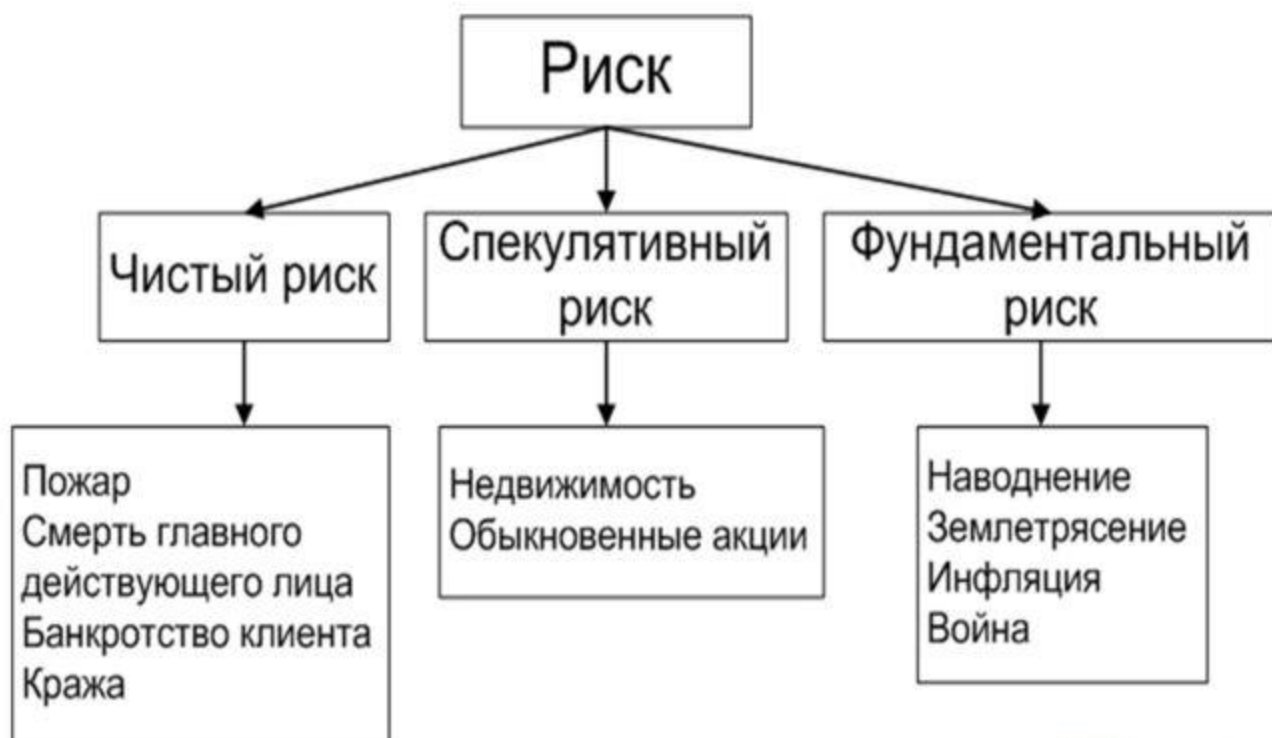 Риск
Чистый риск
Спекулятивный
риск
Фундаментальный
риск
Пожар
Смерть главного
действующего лица
Банкротство клиента
Кража
Недвижимость
Обыкновенные акции
Наводнение
Землетрясение
Инфляция
Война